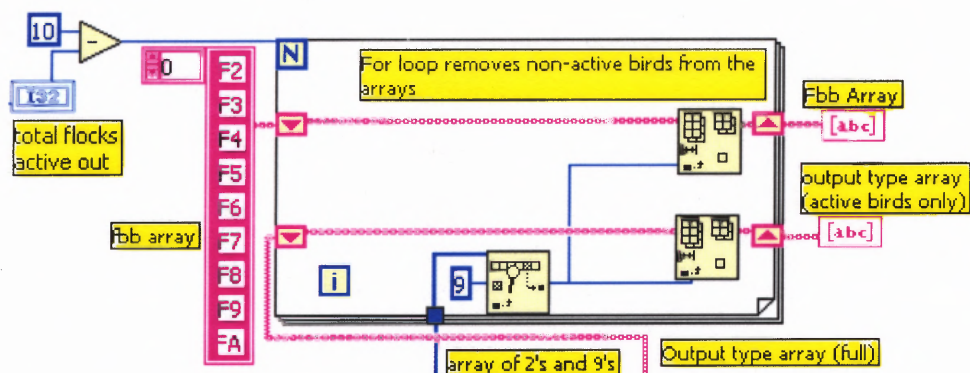 10
-
I32
total flocks
active out
0
F2
F3
F4
F5
F6
F7
F8
F9
FA
fbb array
N
For loop removes non-active birds from the
arrays
i
9
Fbb Array
[abc]
output type array
(active birds only)
[abc]
array of 2's and 9's
Output type array (full)